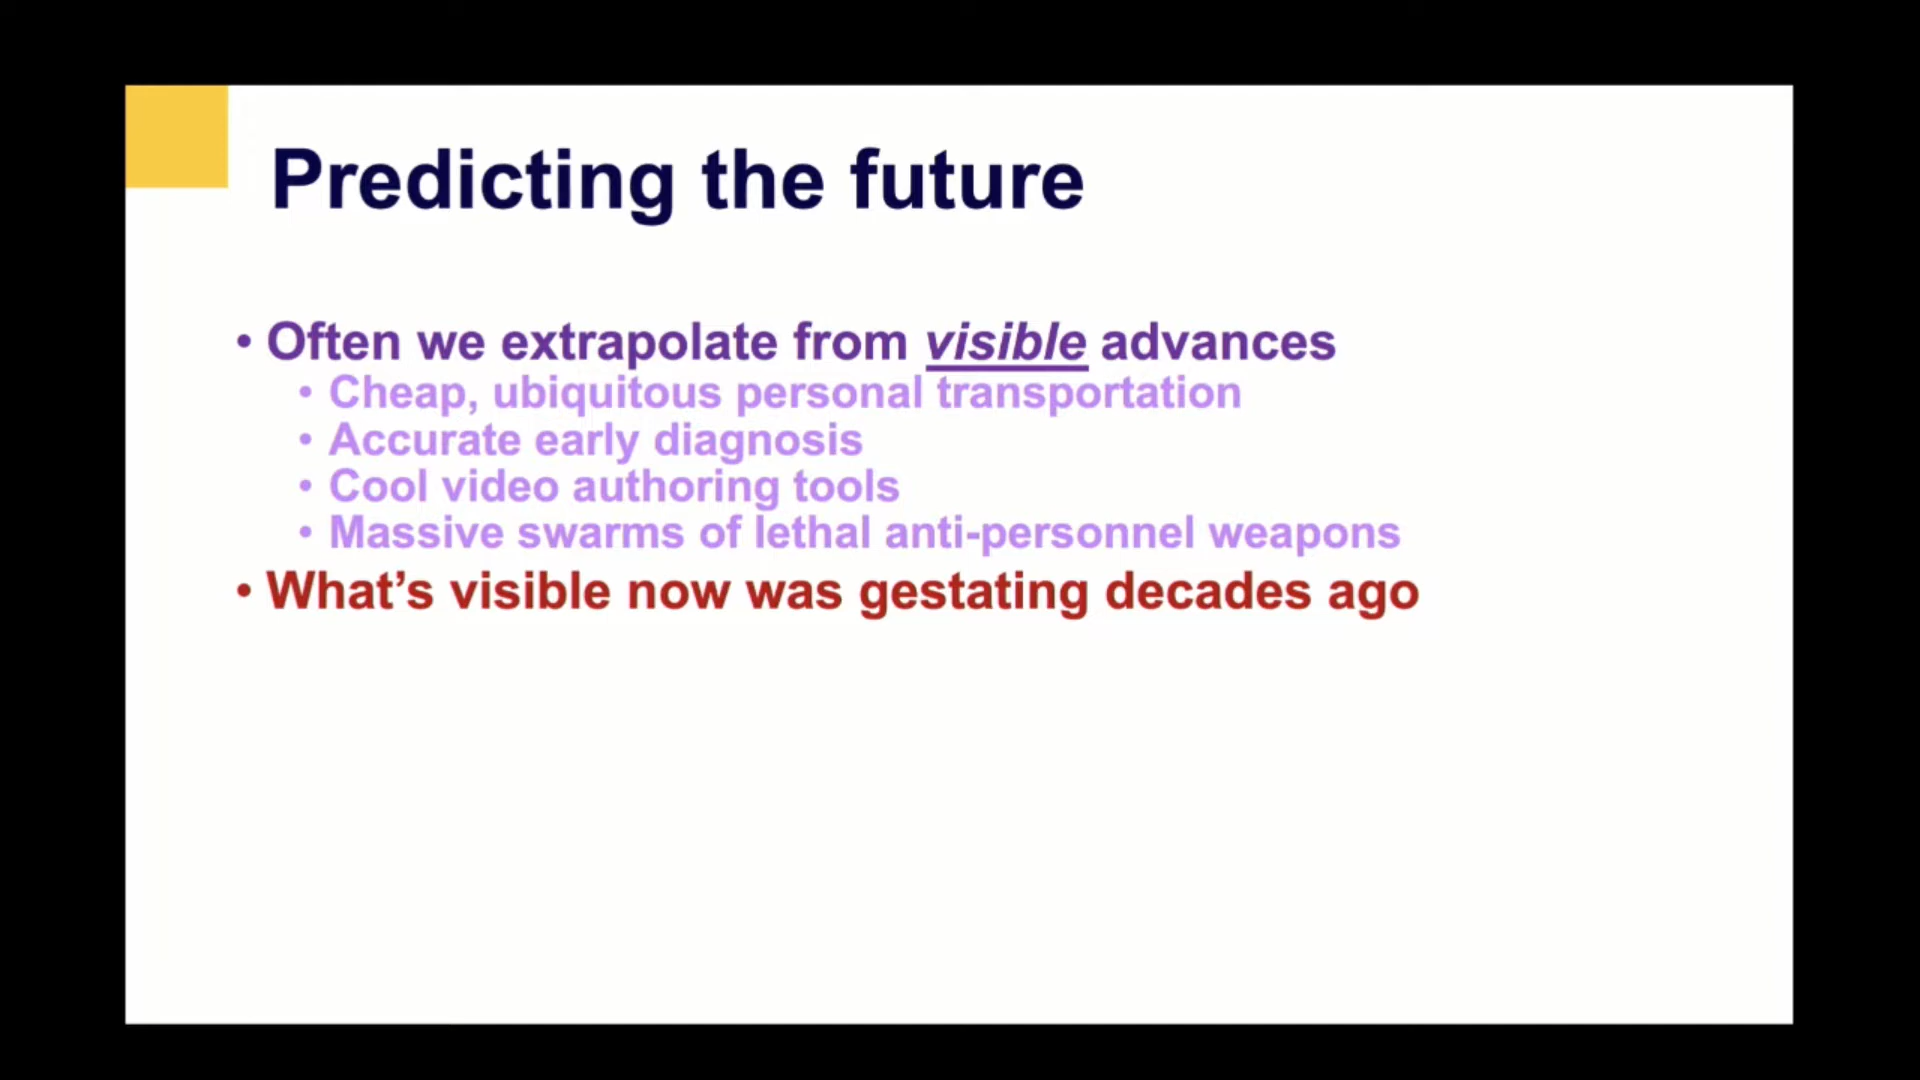 Predicting the future
• Often we extrapolate from visible advances
• Cheap, ubiquitous personal transportation
• Accurate early diagnosis
• Cool video authoring tools
• Massive swarms of lethal anti-personnel weapons
• What’s visible now was gestating decades ago